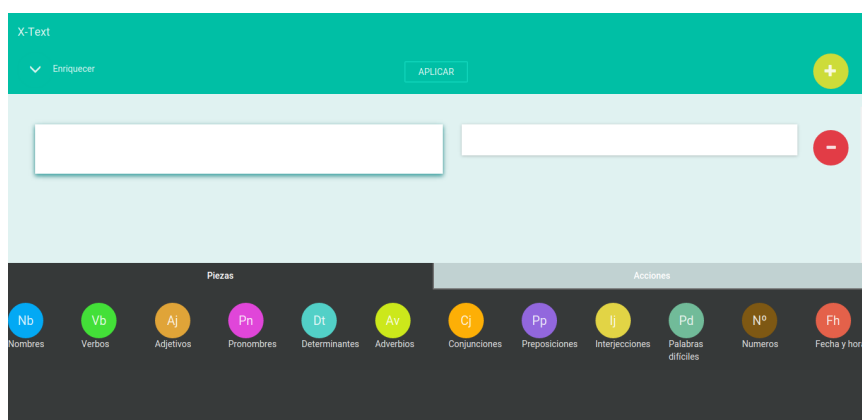 X-Text
Enriquecer
APLICAR
+
-
Piezas
Acciones
Nb
Vb
Aj
Pn
Dt
Av
Cj
Pp
Ij
Pd
Nº
Fh
Nombres
Verbos
Adjetivos
Pronombres
Determinantes
Adverbios
Conjunciones
Preposiciones
Interjecciones
Palabras
difíciles
Numeros
Fecha y hora